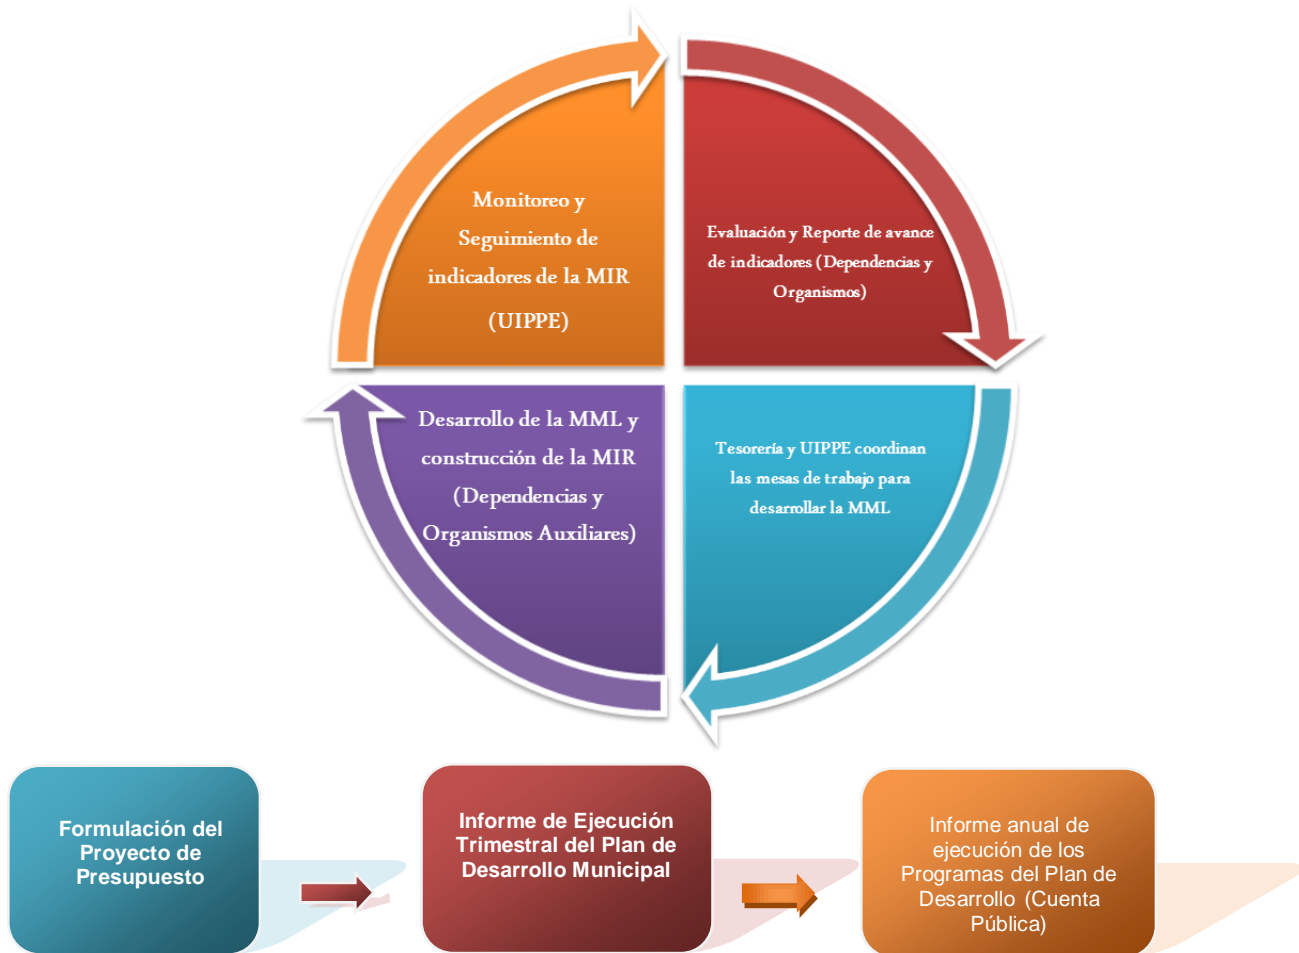 Monitoreo y
Seguimiento de
indicadores de la MIR
(UIPPE)
Evaluación y Reporte de avance
de indicadores (Dependencias y
Organismos)
Desarrollo de la MML y
construcción de la MIR
(Dependencias y
Organismos Auxiliares)
Tesorería y UIPPE coordinan
las mesas de trabajo para
desarrollar la MML
Formulación del
Proyecto de
Presupuesto
Informe de Ejecución
Trimestral del Plan de
Desarrollo Municipal
Informe anual de
ejecución de los
Programas del Plan de
Desarrollo (Cuenta
Pública)